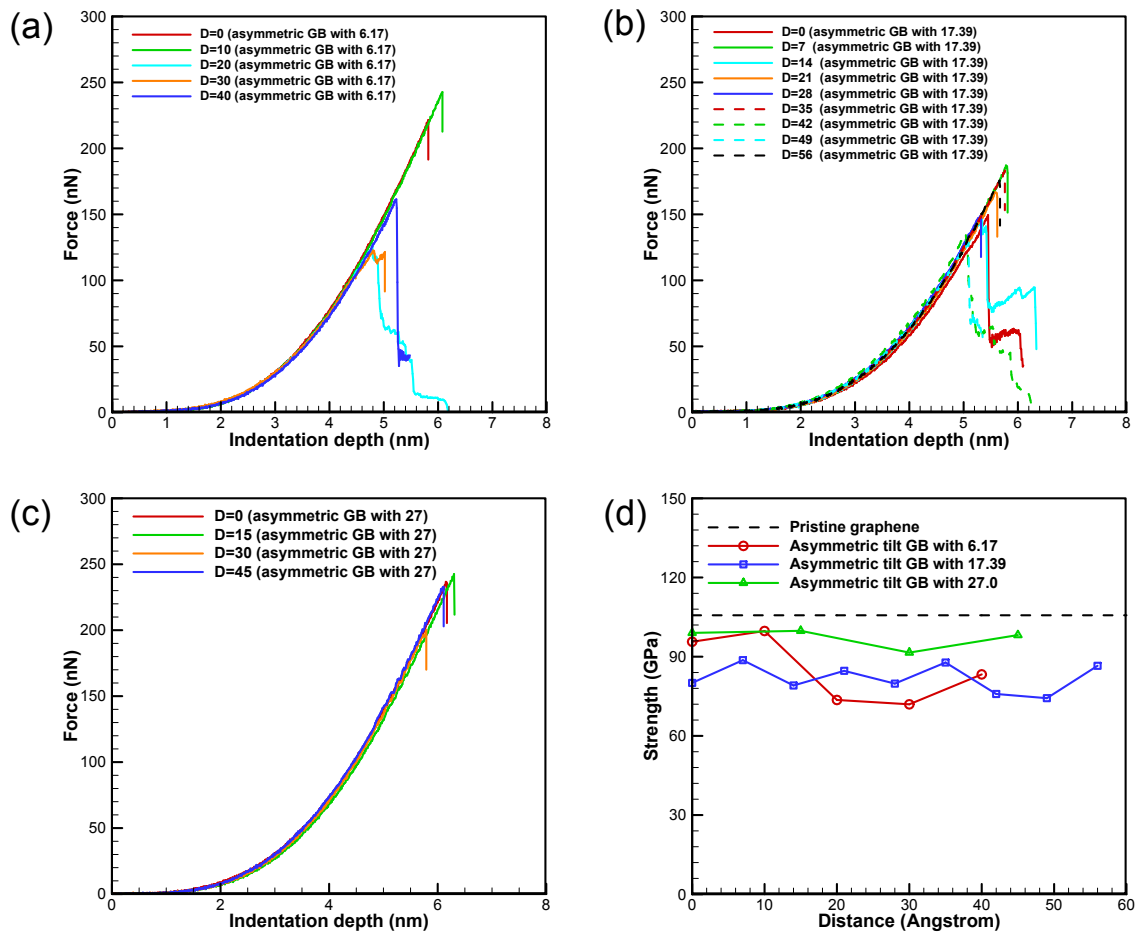 (a)
300
250
200
150
100
50
0
Force (nN)
D=0 (asymmetric GB with 6.17)
D=10 (asymmetric GB with 6.17)
D=20 (asymmetric GB with 6.17)
D=30 (asymmetric GB with 6.17)
D=40 (asymmetric GB with 6.17)
0 1 2 3 4 5 6 7 8
Indentation depth (nm)
(b)
300
250
200
150
100
50
0
Force (nN)
D=0 (asymmetric GB with 17.39)
D=7 (asymmetric GB with 17.39)
D=14 (asymmetric GB with 17.39)
D=21 (asymmetric GB with 17.39)
D=28 (asymmetric GB with 17.39)
D=35 (asymmetric GB with 17.39)
D=42 (asymmetric GB with 17.39)
D=49 (asymmetric GB with 17.39)
D=56 (asymmetric GB with 17.39)
0 1 2 3 4 5 6 7 8
Indentation depth (nm)
(c)
300
250
200
150
100
50
0
Force (nN)
D=0 (asymmetric GB with 27)
D=15 (asymmetric GB with 27)
D=30 (asymmetric GB with 27)
D=45 (asymmetric GB with 27)
0 2 4 6 8
Indentation depth (nm)
(d)
150
120
90
60
30
0
Strength (GPa)
Pristine graphene
Asymmetric tilt GB with 6.17
Asymmetric tilt GB with 17.39
Asymmetric tilt GB with 27.0
0 10 20 30 40 50 60
Distance (Angstrom)